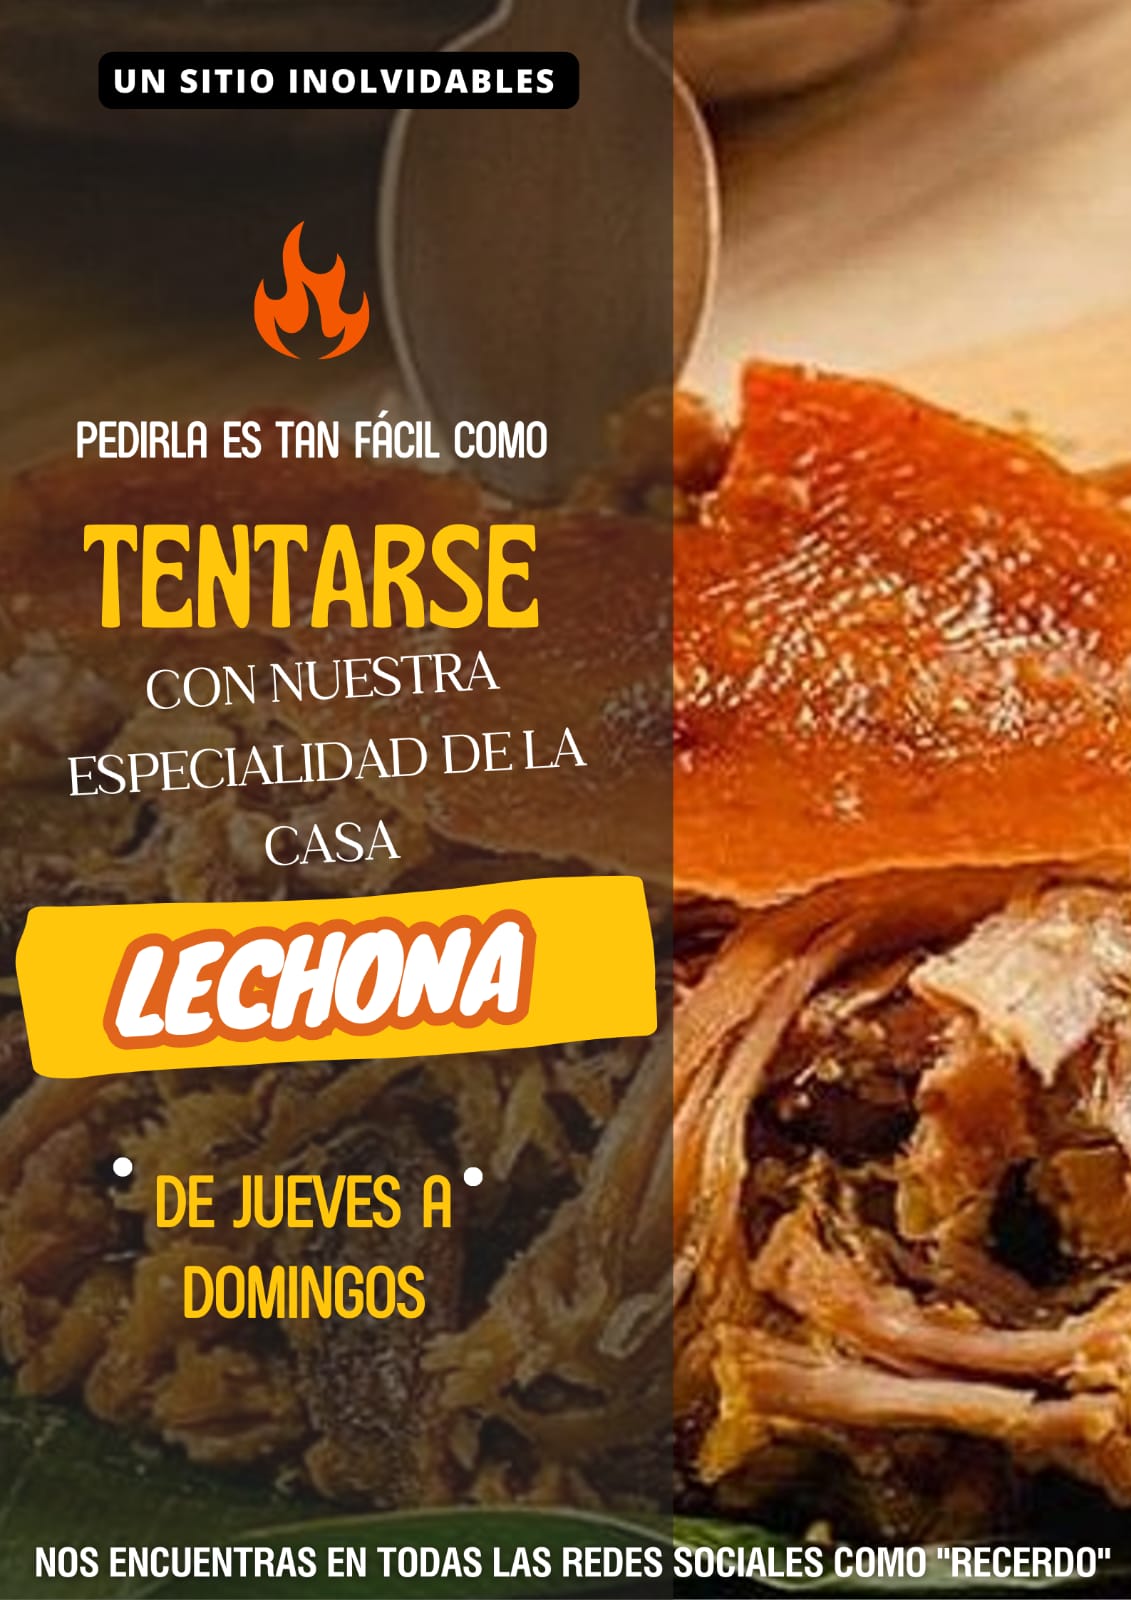 UN SITIO INOLVIDABLES
PEDIRLA ES TAN FÁCIL COMO
TENTARSE
CON NUESTRA
ESPECIALIDAD DE LA
CASA
LECHONA
DE JUEVES A
DOMINGOS
NOS ENCUENTRAS EN TODAS LAS REDES SOCIALES COMO "RECERDO"